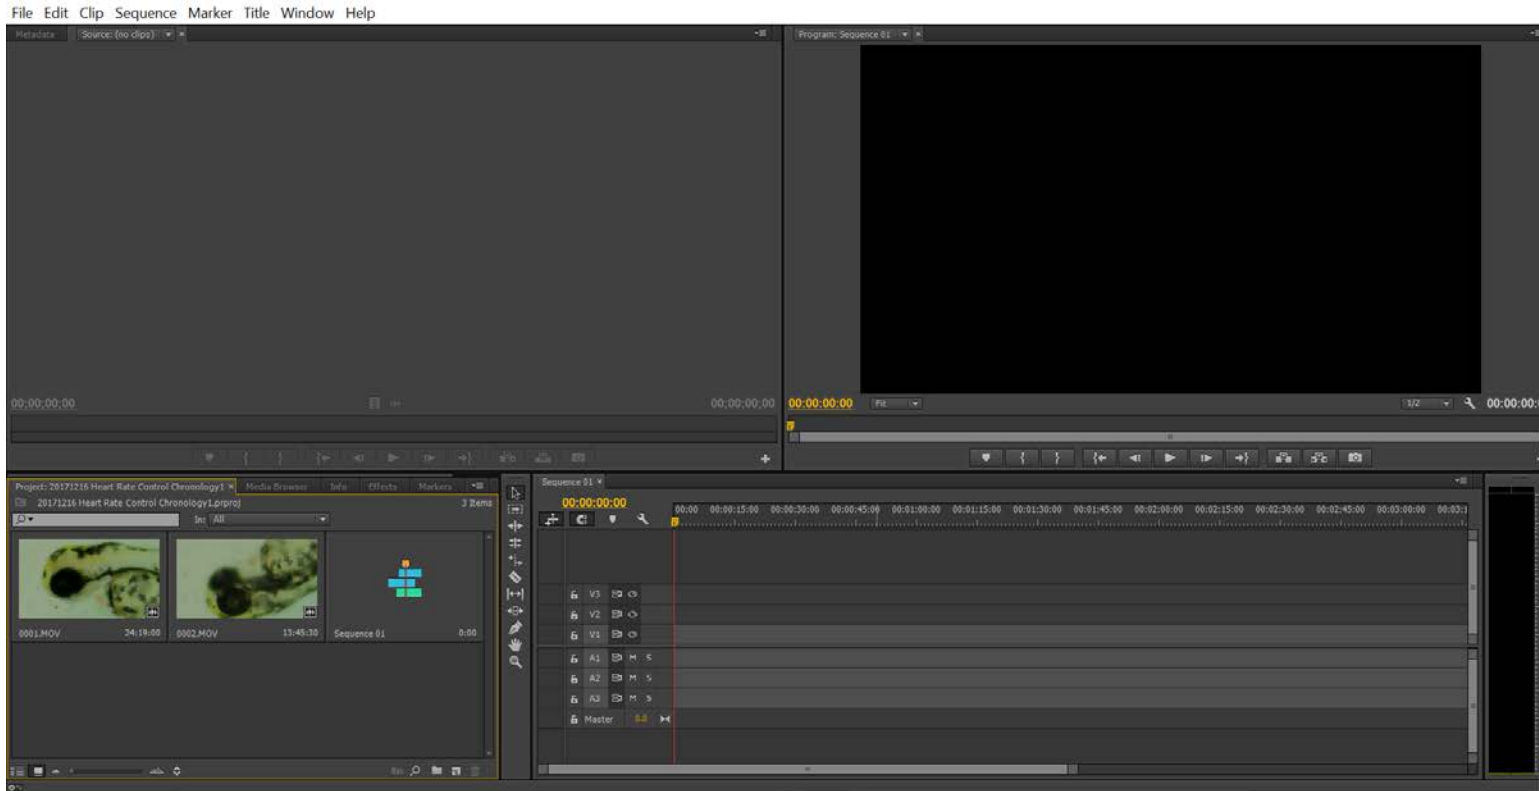 File Edit Clip Sequence Marker Title Window Help
Metadata Source: (no clips)
Program: Sequence 01
00;00;00;00
00;00;00;00
00:00:00:00 Fit 1/2 00:00:00:
Project: 20171216 Heart Rate Control Chronology1 Media Browser Info Effects Markers
20171216 Heart Rate Control Chronology1.prproj 3 Items
In: All
0001.MOV 34:19:00 0002.MOV 13:45:30 Sequence 01 0:00
Sequence 01
00:00:00:00
00:00 00:00:15:00 00:00:30:00 00:00:45:00 00:01:00:00 00:01:15:00 00:01:30:00 00:01:45:00 00:02:00:00 00:02:15:00 00:02:30:00 00:02:45:00 00:03:00:00 00:03:1
V3
V2
V1
A1 M S
A2 M S
A3 M S
Master 0.0